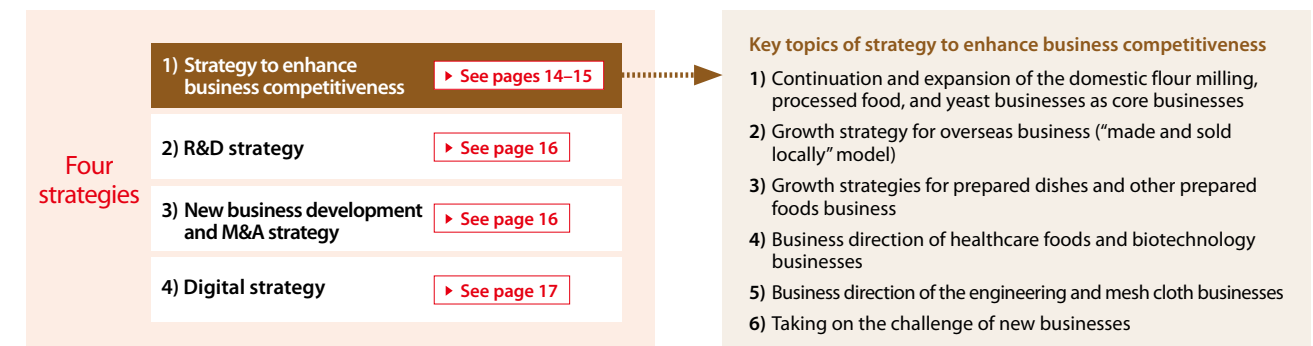 Four
strategies
1) Strategy to enhance
business competitiveness
▶ See pages 14–15
2) R&D strategy
▶ See page 16
3) New business development
and M&A strategy
▶ See page 16
4) Digital strategy
▶ See page 17
Key topics of strategy to enhance business competitiveness
1) Continuation and expansion of the domestic flour milling,
processed food, and yeast businesses as core businesses
2) Growth strategy for overseas business (“made and sold
locally” model)
3) Growth strategies for prepared dishes and other prepared
foods business
4) Business direction of healthcare foods and biotechnology
businesses
5) Business direction of the engineering and mesh cloth businesses
6) Taking on the challenge of new businesses